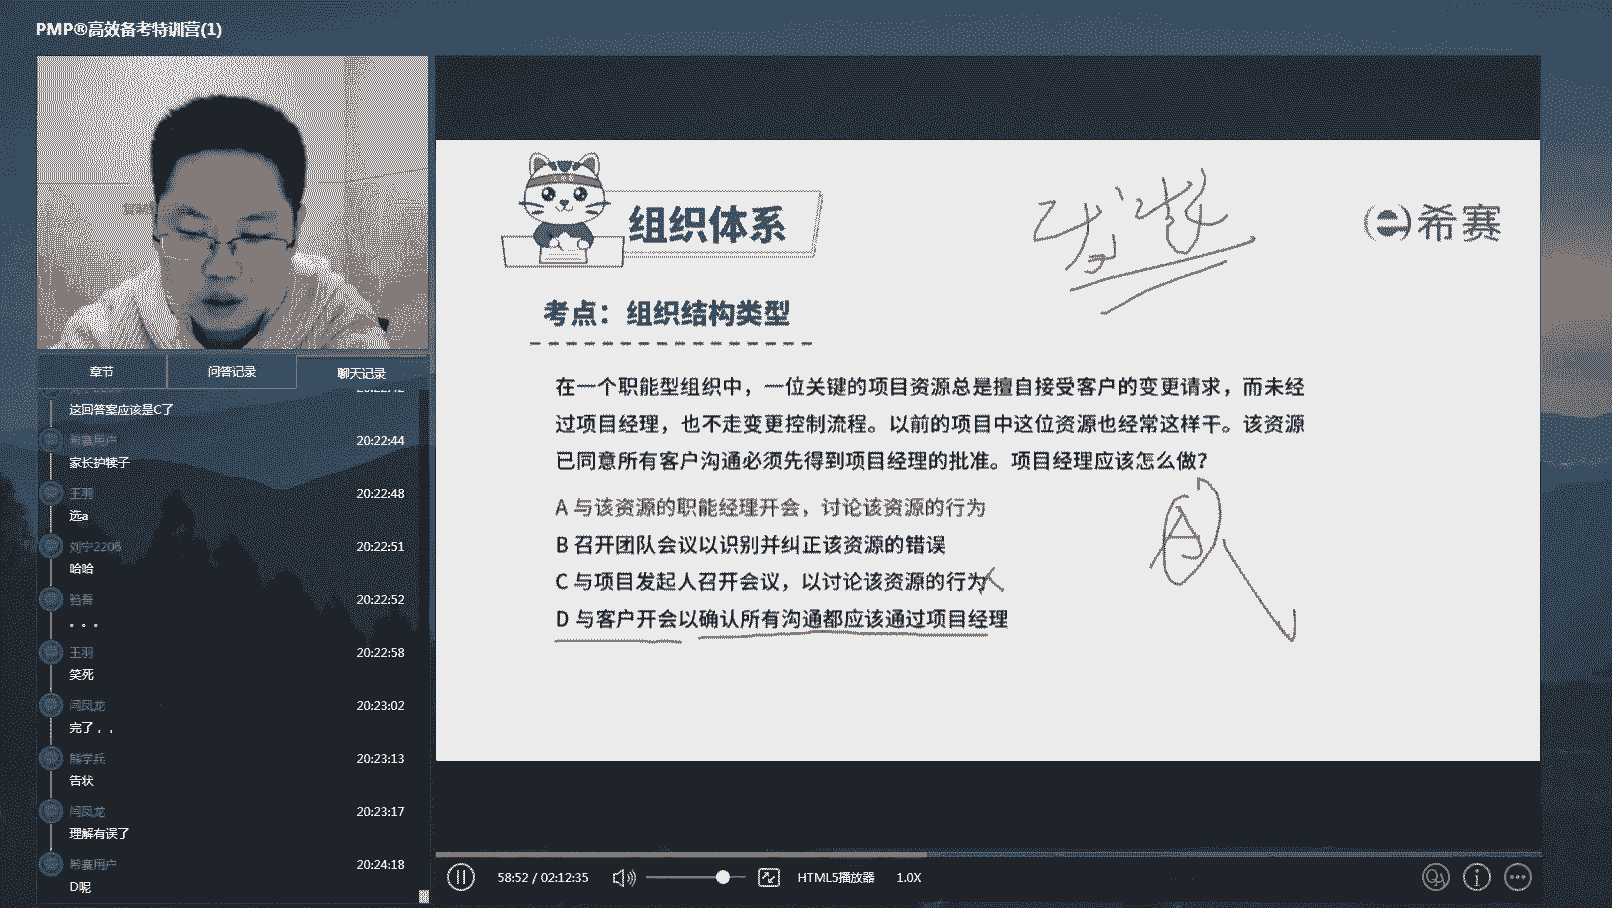 PMP®高效备考特训营(1)
章节
问答记录
聊天记录
这回答案应该是C了
希赛用户
20:22:44
家长护犊子
王羽
20:22:48
选a
刘宁2206
20:22:51
哈哈
20:22:52
。。。
王羽
20:22:58
笑死
闫凤龙
20:23:02
完了，，
熊学兵
20:23:13
告状
闫凤龙
20:23:17
理解有误了
希赛用户
20:24:18
D呢
组织体系
希赛
考点：组织结构类型
在一个职能型组织中，一位关键的项目资源总是擅自接受客户的变更请求，而未经
过项目经理，也不走变更控制流程。以前的项目中这位资源也经常这样干。该资源
已同意所有客户沟通必须先得到项目经理的批准。项目经理应该怎么做？
A 与该资源的职能经理开会，讨论该资源的行为
B 召开团队会议以识别并纠正该资源的错误
C 与项目发起人召开会议，以讨论该资源的行为
D 与客户开会以确认所有沟通都应该通过项目经理
A
58:52 / 02:12:35
HTML5播放器
1.0X